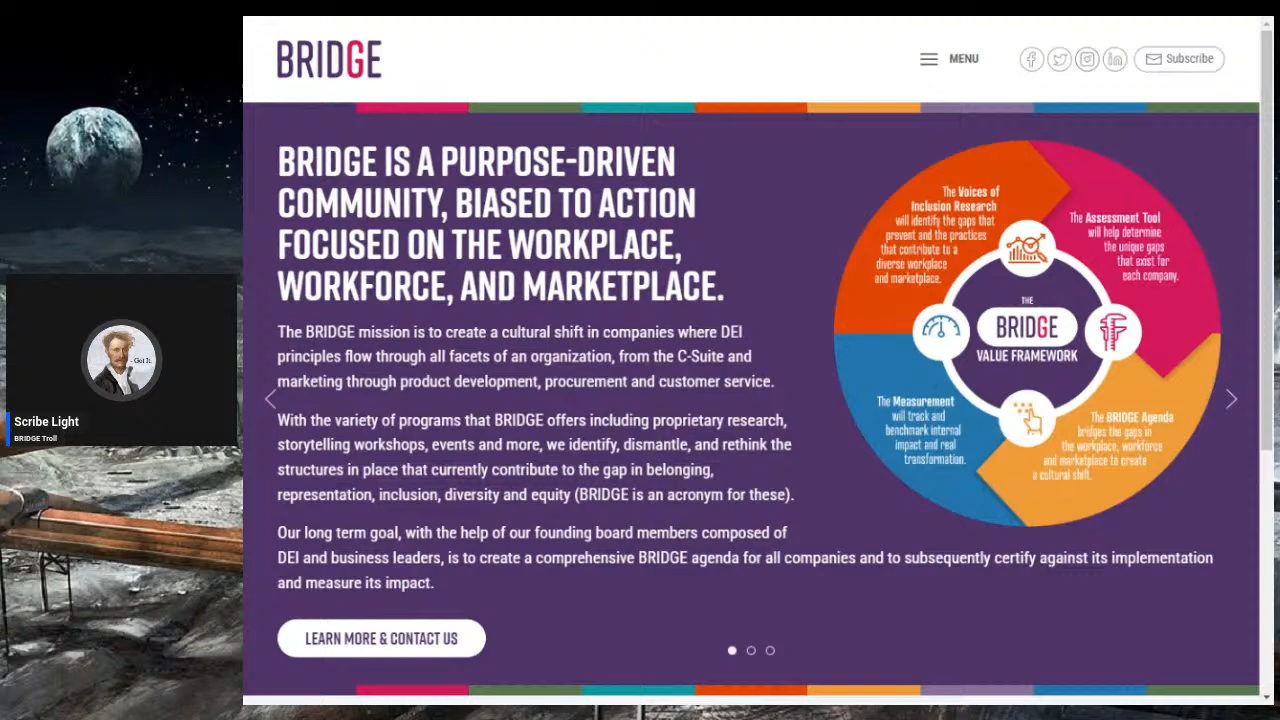 BRIDGE
MENU
Subscribe
BRIDGE IS A PURPOSE-DRIVEN
COMMUNITY, BIASED TO ACTION
FOCUSED ON THE WORKPLACE,
WORKFORCE, AND MARKETPLACE.
The BRIDGE mission is to create a cultural shift in companies where DEI
principles flow through all facets of an organization, from the C-Suite and
marketing through product development, procurement and customer service.
With the variety of programs that BRIDGE offers including proprietary research,
storytelling workshops, events and more, we identify, dismantle, and rethink the
structures in place that currently contribute to the gap in belonging,
representation, inclusion, diversity and equity (BRIDGE is an acronym for these).
Our long term goal, with the help of our founding board members composed of
DEI and business leaders, is to create a comprehensive BRIDGE agenda for all companies and to subsequently certify against its implementation
and measure its impact.
LEARN MORE & CONTACT US
The Voices of
Inclusion Research
will identify the gaps that
prevent and the practices
that contribute to a
diverse workplace
and marketplace.
The Assessment Tool
will help determine
the unique gaps
that exist for
each company.
THE
BRIDGE
VALUE FRAMEWORK
The Measurement
will track and
benchmark internal
impact and real
transformation.
The BRIDGE Agenda
bridges the gaps in
the workplace, workforce
and marketplace to create
a cultural shift.
- Got It.
Scribe Light
BRIDGE Troll